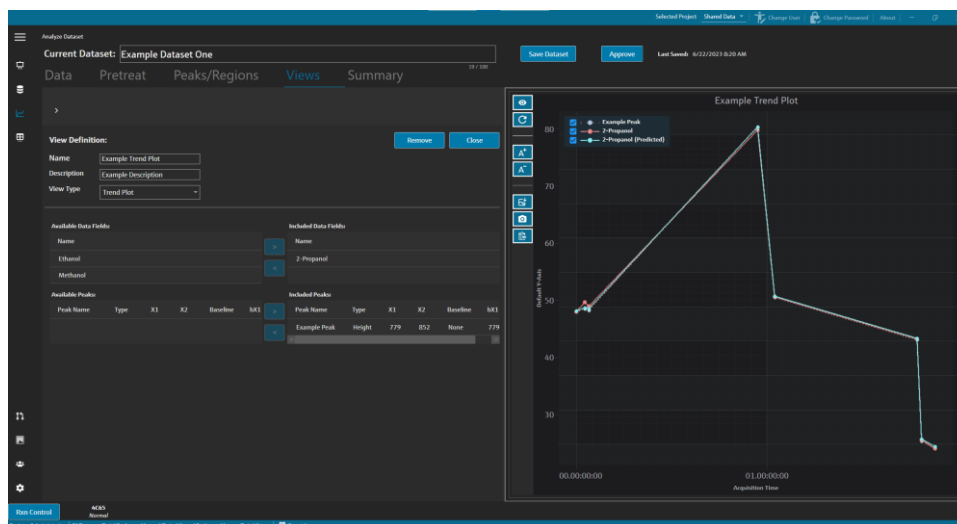 Selected Project Shared Data Change User Change Password About
Analyze Dataset
Current Dataset: Example Dataset One
19 / 100
Save Dataset Approve Last Saved: 6/22/2023 8:20 AM
Data Pretreat Peaks/Regions Views Summary
View Definition:
Remove Close
Name Example Trend Plot
Description Example Description
View Type Trend Plot
Available Data Fields:
Name
Ethanol
Methanol
Included Data Fields:
Name
2-Propanol
Available Peaks:
Peak Name Type X1 X2 Baseline bX1
Included Peaks:
Peak Name Type X1 X2 Baseline bX1
Example Peak Height 779 852 None 779
Example Trend Plot
Example Peak
2-Propanol
2-Propanol (Predicted)
80
70
60
50
40
30
Default Y-Axis
00.00:00:00 01.00:00:00
Acquisition Time
A+
A-
Rxn Control
4C65
Normal